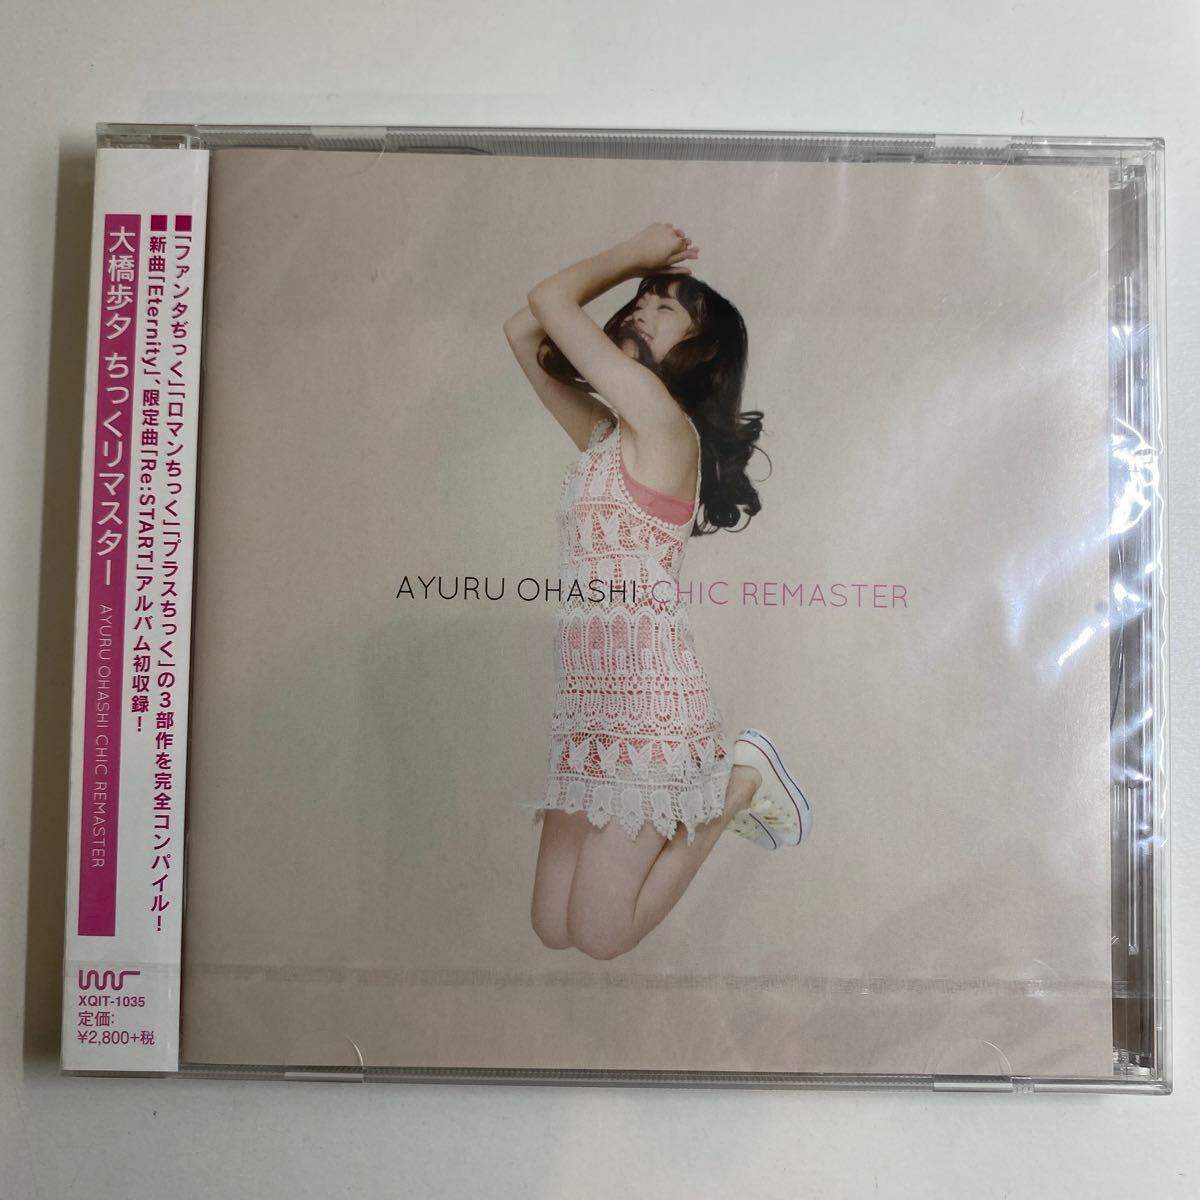 ■「ファンタぢっく」「ロマンちっく」「プラスちっく」の3部作を完全コンパイル!
■新曲「Eternity」、限定曲「Re:START」アルバム初収録!
大橋歩夕 ちっくリマスター AYURU OHASHI CHIC REMASTER
XQIT-1035
定価:
¥2,800+税
AYURU OHASHI CHIC REMASTER